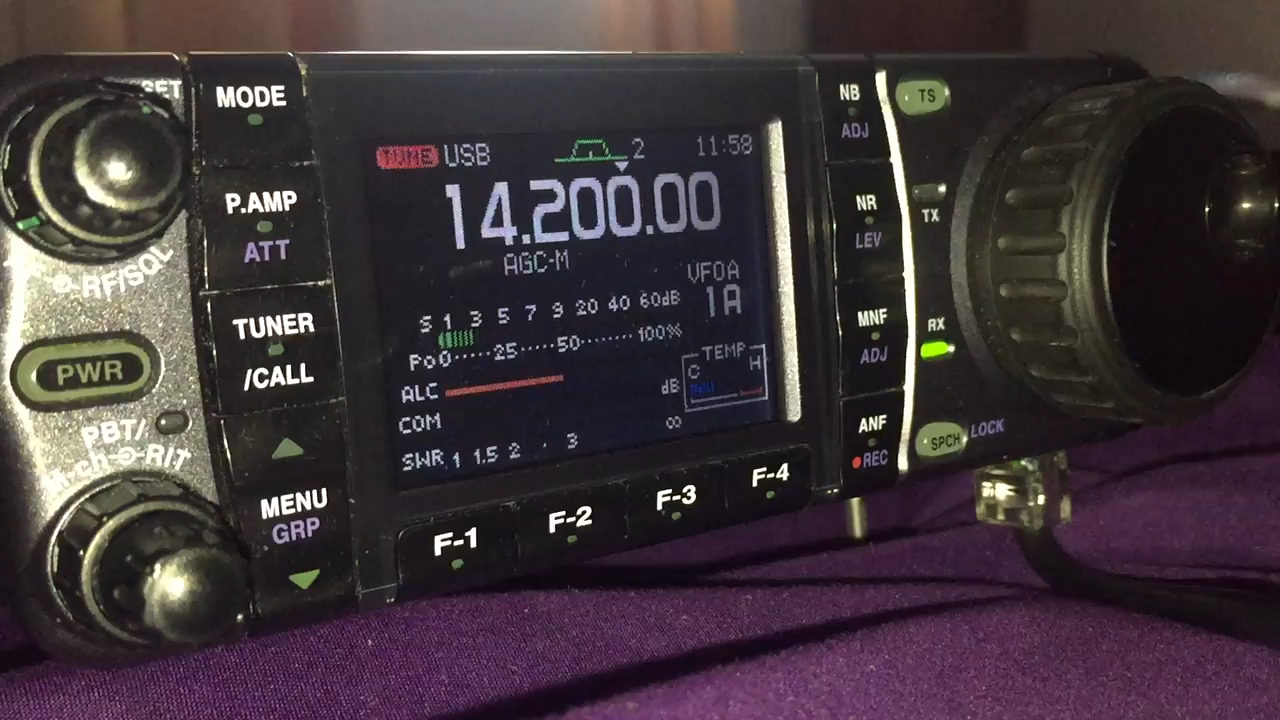 SET
MODE
P.AMP
ATT
RF/SQL
TUNER
/CALL
PWR
PBT/
M-ch RIT
MENU
GRP
TUNE USB 2 11:58
14.200.00
AGC-M
VFOA
1A
S 1 3 5 7 9 20 40 60dB
Po0 25 50 100%
ALC dB
COM ∞
SWR 1 1.5 2 3
TEMP
C H
F-1 F-2 F-3 F-4
NB
ADJ
NR
LEV
MNF
ADJ
ANF
REC
TS
TX
RX
SPCH LOCK